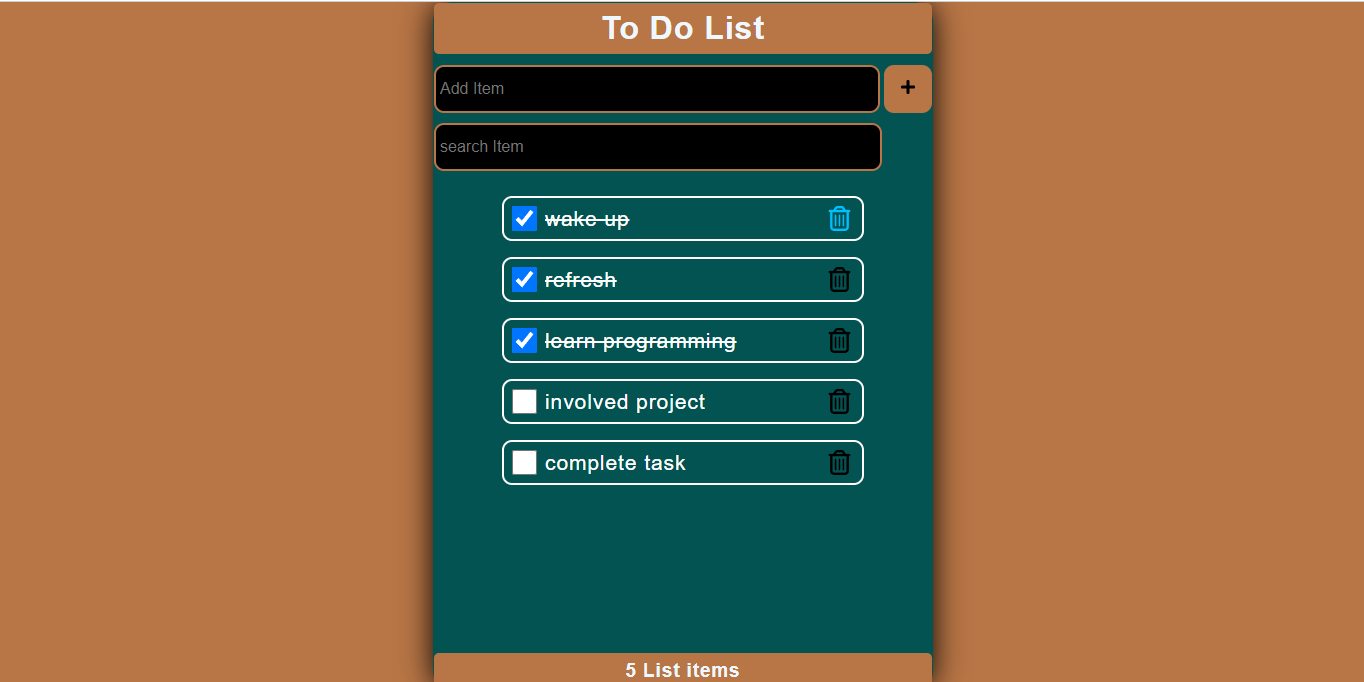 To Do List
Add Item
+
search Item
wake up
refresh
learn programming
involved project
complete task
5 List items